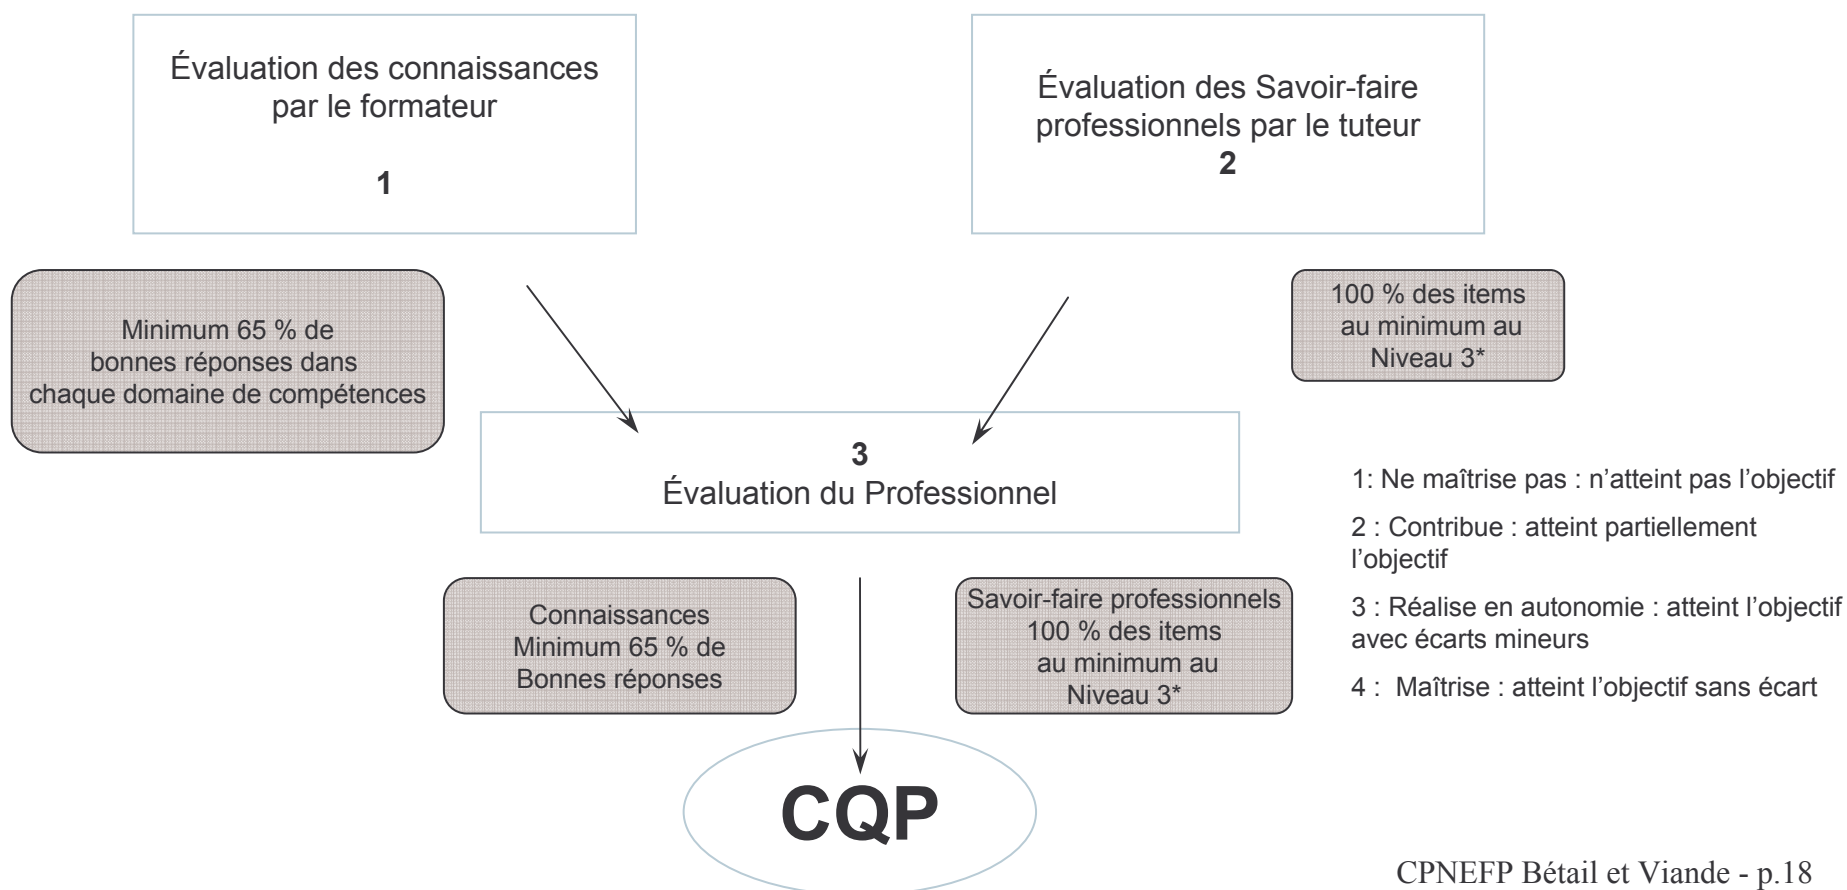 Évaluation des connaissances
par le formateur
1
Évaluation des Savoir-faire
professionnels par le tuteur
2
Minimum 65 % de
bonnes réponses dans
chaque domaine de compétences
100 % des items
au minimum au
Niveau 3*
3
Évaluation du Professionnel
Connaissances
Minimum 65 % de
Bonnes réponses
Savoir-faire professionnels
100 % des items
au minimum au
Niveau 3*
1: Ne maîtrise pas : n’atteint pas l’objectif
2 : Contribue : atteint partiellement
l’objectif
3 : Réalise en autonomie : atteint l’objectif
avec écarts mineurs
4 : Maîtrise : atteint l’objectif sans écart
CQP
CPNEFP Bétail et Viande - p.18